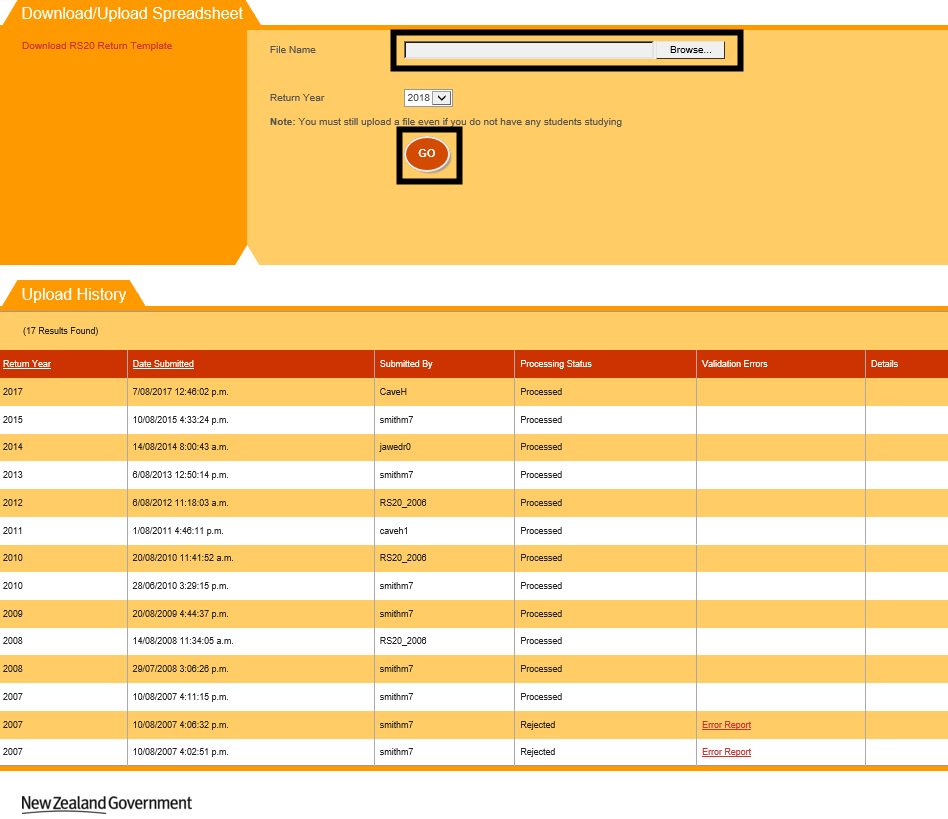 Download/Upload Spreadsheet
Download RS20 Return Template
File Name Browse...
Return Year 2018
Note: You must still upload a file even if you do not have any students studying
GO
Upload History
(17 Results Found)
Return Year Date Submitted Submitted By Processing Status Validation Errors Details
2017 7/08/2017 12:46:02 p.m. CaveH Processed
2015 10/08/2015 4:33:24 p.m. smithm7 Processed
2014 14/08/2014 8:00:43 a.m. jawedr0 Processed
2013 6/08/2013 12:50:14 p.m. smithm7 Processed
2012 6/08/2012 11:18:03 a.m. RS20_2006 Processed
2011 1/08/2011 4:46:11 p.m. caveh1 Processed
2010 20/08/2010 11:41:52 a.m. RS20_2006 Processed
2010 28/06/2010 3:29:15 p.m. smithm7 Processed
2009 20/08/2009 4:44:37 p.m. smithm7 Processed
2008 14/08/2008 11:34:05 a.m. RS20_2006 Processed
2008 29/07/2008 3:06:26 p.m. smithm7 Processed
2007 10/08/2007 4:11:15 p.m. smithm7 Processed
2007 10/08/2007 4:06:32 p.m. smithm7 Rejected Error Report
2007 10/08/2007 4:02:51 p.m. smithm7 Rejected Error Report
New Zealand Government